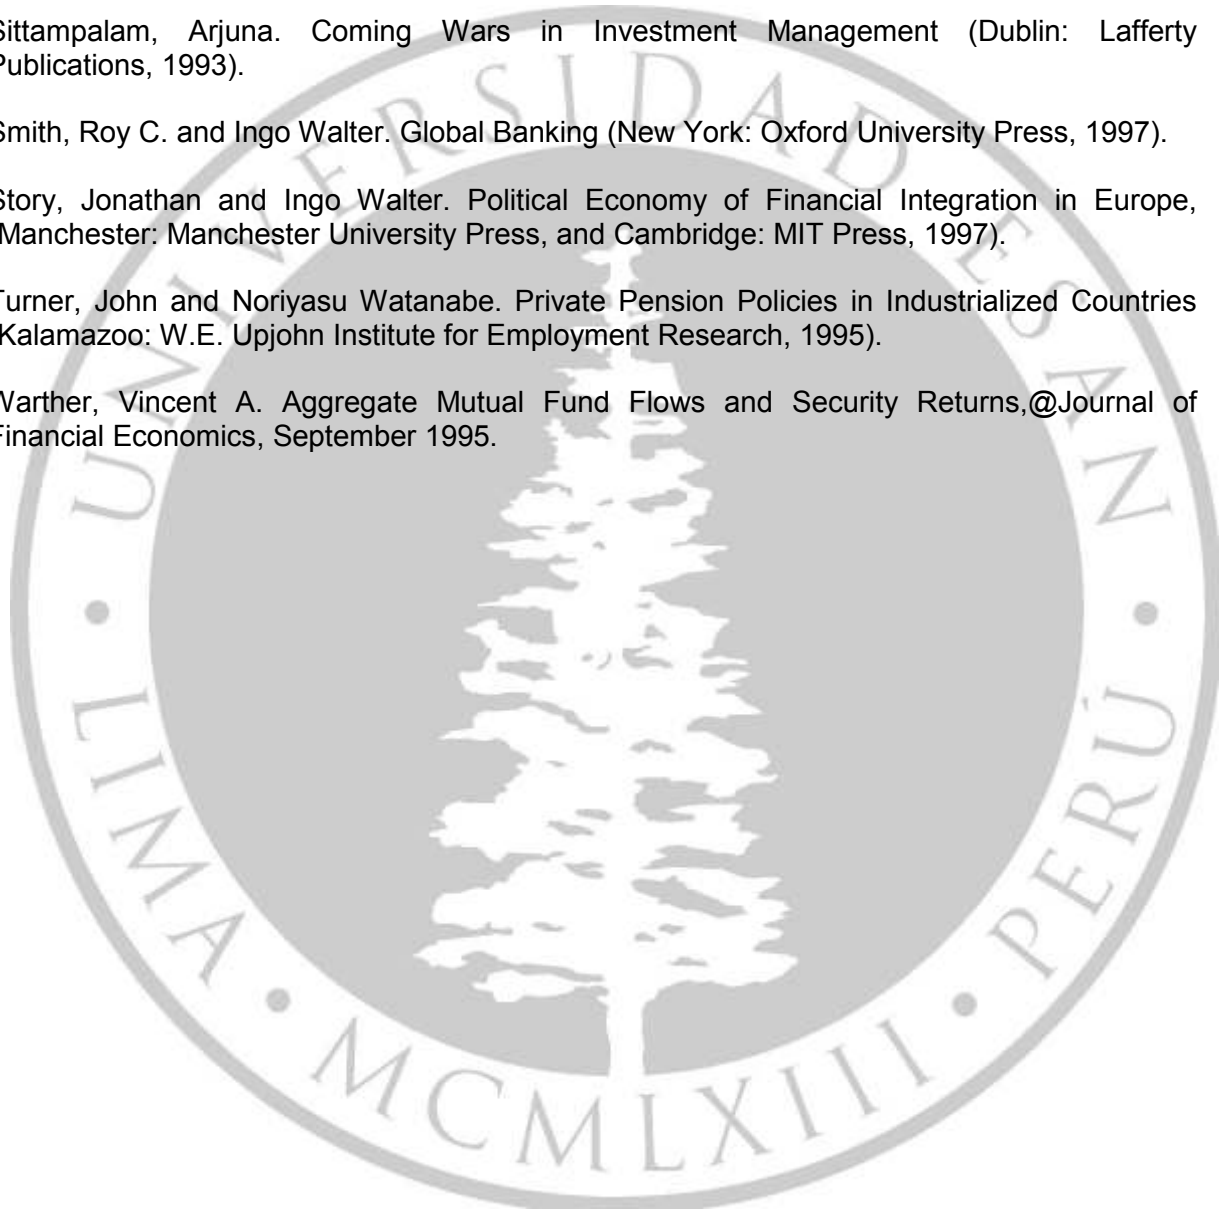 Sittampalam, Arjuna. Coming Wars in Investment Management (Dublin: Lafferty
Publications, 1993).
Smith, Roy C. and Ingo Walter. Global Banking (New York: Oxford University Press, 1997).
Story, Jonathan and Ingo Walter. Political Economy of Financial Integration in Europe,
(Manchester: Manchester University Press, and Cambridge: MIT Press, 1997).
Turner, John and Noriyasu Watanabe. Private Pension Policies in Industrialized Countries
(Kalamazoo: W.E. Upjohn Institute for Employment Research, 1995).
Warther, Vincent A. Aggregate Mutual Fund Flows and Security Returns,@Journal of
Financial Economics, September 1995.
UNIVERSIDAD ESAN
• LIMA • MCMLXIII • PERÚ •